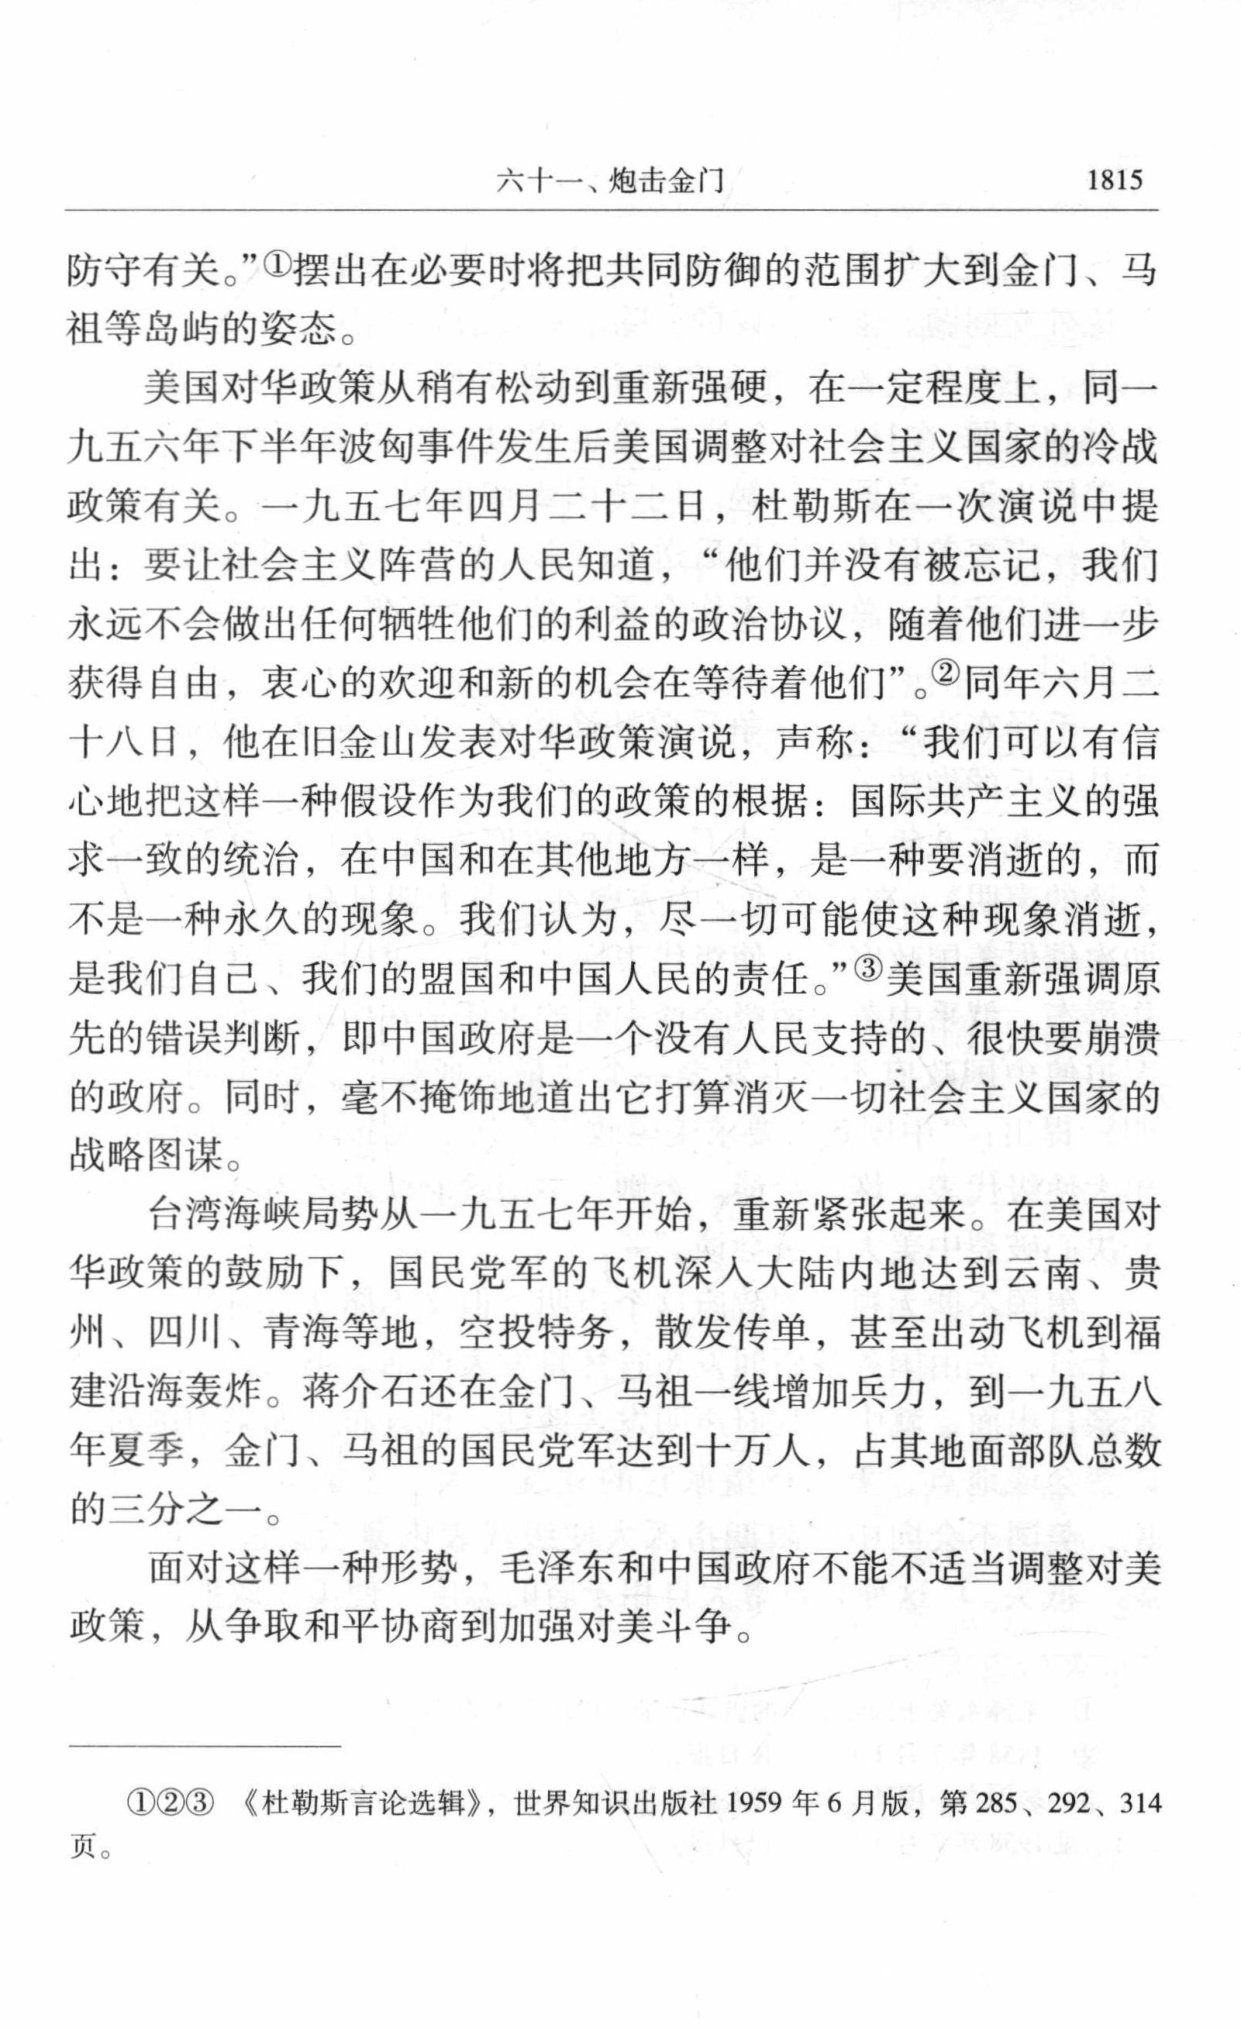 六十一、炮击金门 1815
防守有关。”①摆出在必要时将把共同防御的范围扩大到金门、马
祖等岛屿的姿态。
美国对华政策从稍有松动到重新强硬，在一定程度上，同一
九五六年下半年波匈事件发生后美国调整对社会主义国家的冷战
政策有关。一九五七年四月二十二日，杜勒斯在一次演说中提
出：要让社会主义阵营的人民知道，“他们并没有被忘记，我们
永远不会做出任何牺牲他们的利益的政治协议，随着他们进一步
获得自由，衷心的欢迎和新的机会在等待着他们”。②同年六月二
十八日，他在旧金山发表对华政策演说，声称：“我们可以有信
心地把这样一种假设作为我们的政策的根据：国际共产主义的强
求一致的统治，在中国和在其他地方一样，是一种要消逝的，而
不是一种永久的现象。我们认为，尽一切可能使这种现象消逝，
是我们自己、我们的盟国和中国人民的责任。”③美国重新强调原
先的错误判断，即中国政府是一个没有人民支持的、很快要崩溃
的政府。同时，毫不掩饰地道出它打算消灭一切社会主义国家的
战略图谋。
台湾海峡局势从一九五七年开始，重新紧张起来。在美国对
华政策的鼓励下，国民党军的飞机深入大陆内地达到云南、贵
州、四川、青海等地，空投特务，散发传单，甚至出动飞机到福
建沿海轰炸。蒋介石还在金门、马祖一线增加兵力，到一九五八
年夏季，金门、马祖的国民党军达到十万人，占其地面部队总数
的三分之一。
面对这样一种形势，毛泽东和中国政府不能不适当调整对美
政策，从争取和平协商到加强对美斗争。
①②③ 《杜勒斯言论选辑》，世界知识出版社 1959 年 6 月版，第 285、292、314
页。